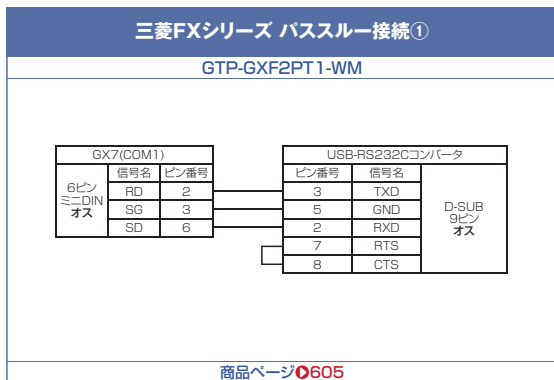 三菱FXシリーズ パススルー接続①
GTP-GXF2PT1-WM
GX7(COM1)
信号名 ピン番号
6ピン
ミニDIN
オス
RD 2
SG 3
SD 6
USB-RS232Cコンバータ
ピン番号 信号名
3 TXD
5 GND
2 RXD
7 RTS
8 CTS
D-SUB
9ピン
オス
商品ページ 605